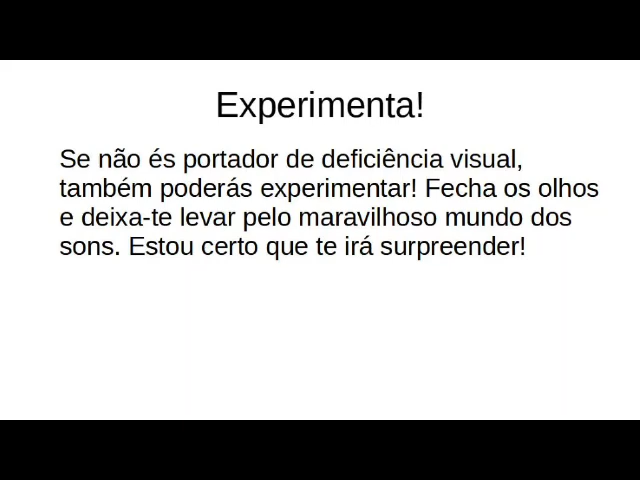 Experimenta!
Se não és portador de deficiência visual,
também poderás experimentar! Fecha os olhos
e deixa-te levar pelo maravilhoso mundo dos
sons. Estou certo que te irá surpreender!